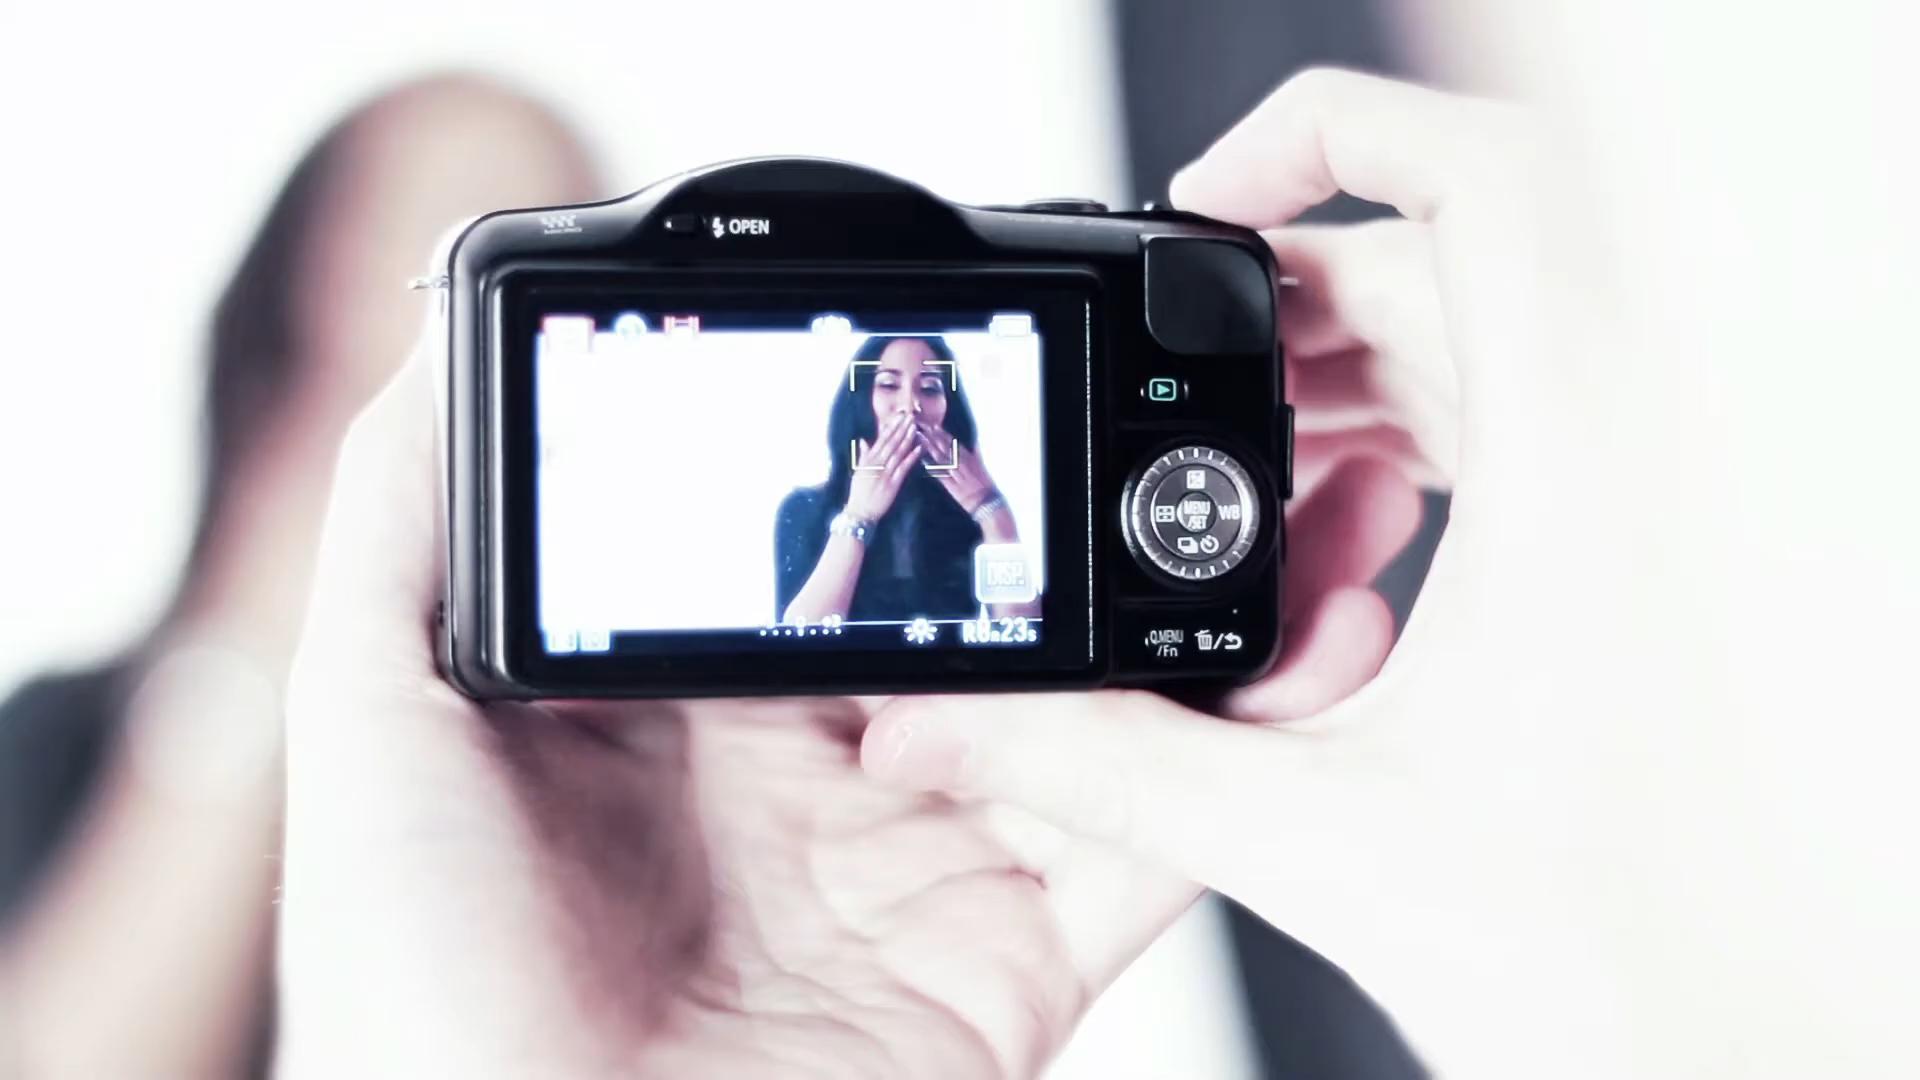 OPEN
DISP.
R0m23s
MENU
/SET
WB
Q.MENU
/Fn